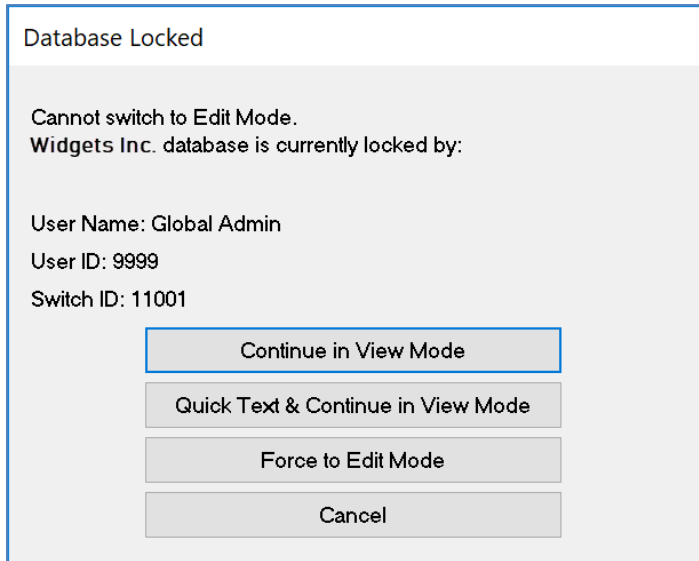 Database Locked
Cannot switch to Edit Mode.
Widgets Inc. database is currently locked by:
User Name: Global Admin
User ID: 9999
Switch ID: 11001
Continue in View Mode
Quick Text & Continue in View Mode
Force to Edit Mode
Cancel